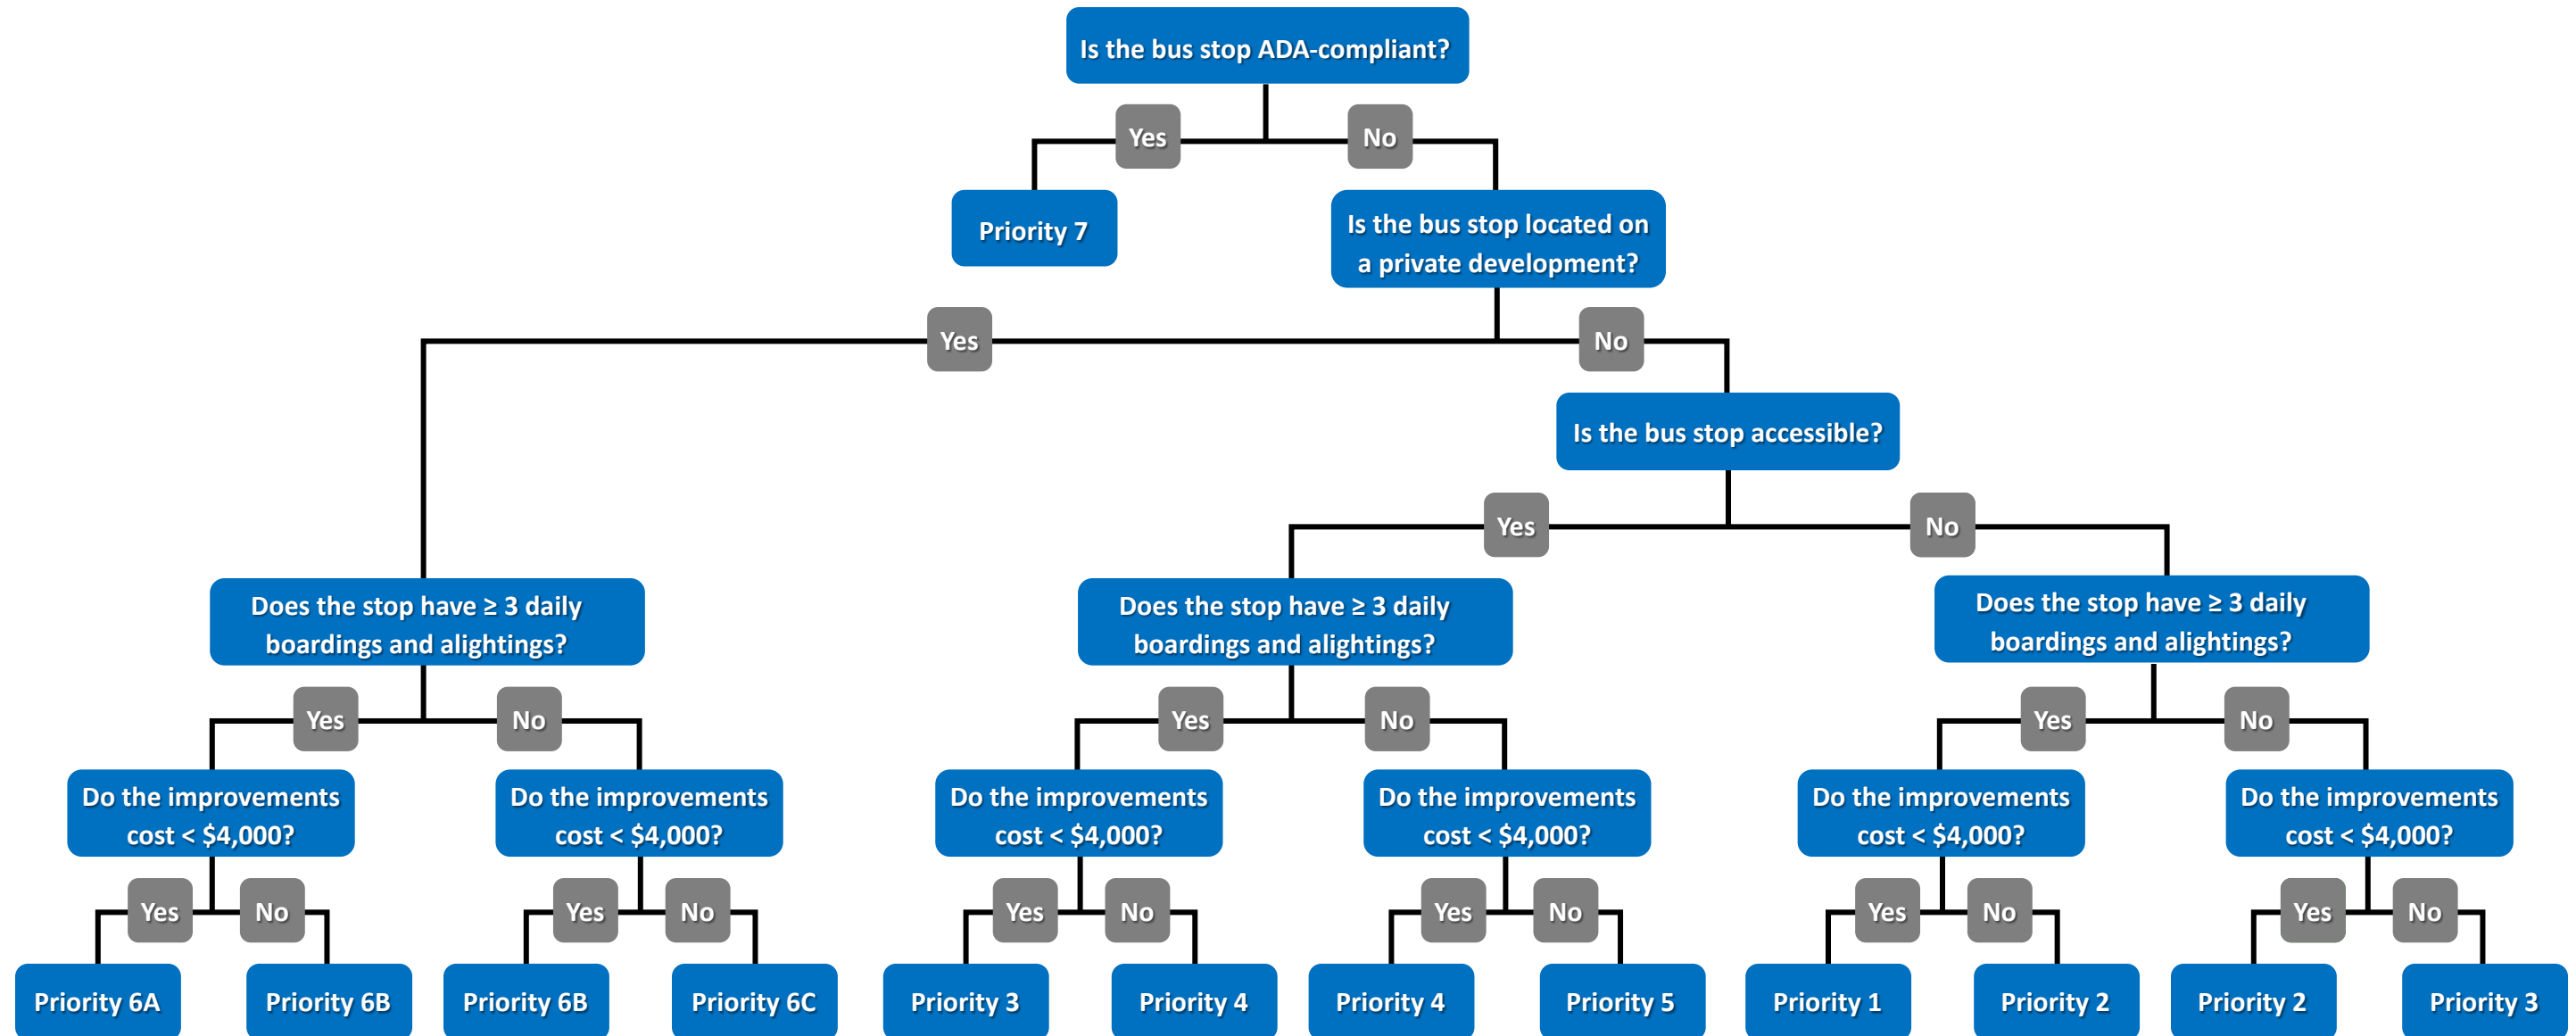 Is the bus stop ADA-compliant?
Yes
No
Priority 7
Is the bus stop located on
a private development?
Yes
No
Is the bus stop accessible?
Yes
No
Does the stop have ≥ 3 daily
boardings and alightings?
Does the stop have ≥ 3 daily
boardings and alightings?
Does the stop have ≥ 3 daily
boardings and alightings?
Yes
No
Yes
No
Yes
No
Do the improvements
cost < $4,000?
Do the improvements
cost < $4,000?
Do the improvements
cost < $4,000?
Do the improvements
cost < $4,000?
Do the improvements
cost < $4,000?
Do the improvements
cost < $4,000?
Yes
No
Yes
No
Yes
No
Yes
No
Yes
No
Yes
No
Priority 6A
Priority 6B
Priority 6B
Priority 6C
Priority 3
Priority 4
Priority 4
Priority 5
Priority 1
Priority 2
Priority 2
Priority 3